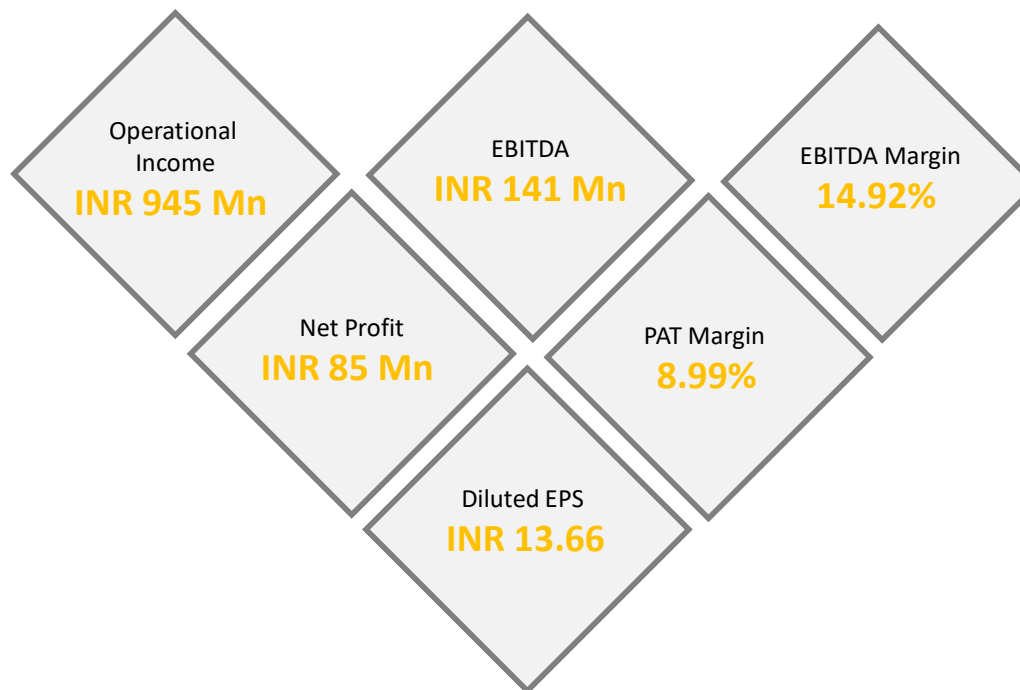 Operational
Income
INR 945 Mn
EBITDA
INR 141 Mn
EBITDA Margin
14.92%
Net Profit
INR 85 Mn
PAT Margin
8.99%
Diluted EPS
INR 13.66